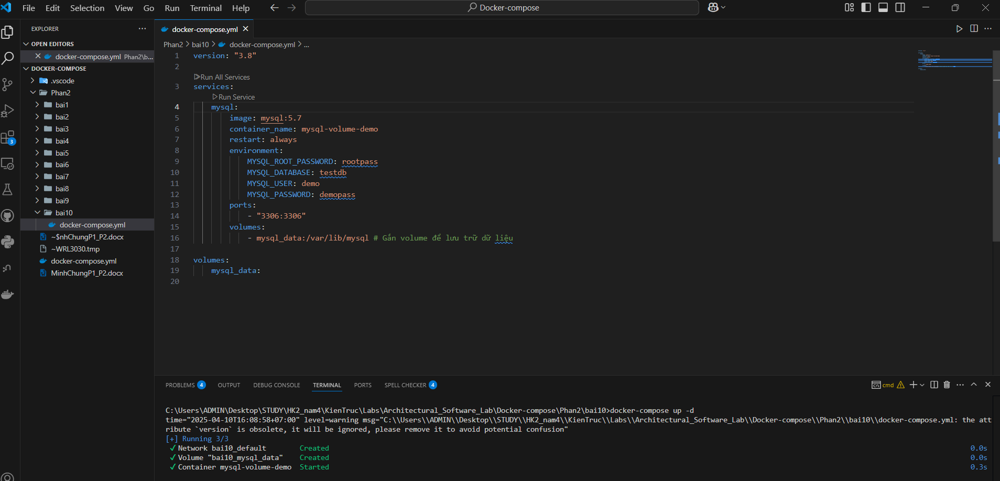 File Edit Selection View Go Run Terminal Help
Docker-compose
EXPLORER
OPEN EDITORS
docker-compose.yml Phan2\b...
DOCKER-COMPOSE
.vscode
Phan2
bai1
bai2
bai3
bai4
bai5
bai6
bai7
bai8
bai9
bai10
docker-compose.yml
~$nhChungP1_P2.docx
~WRL3030.tmp
docker-compose.yml
MinhChungP1_P2.docx
3
docker-compose.yml
Phan2 > bai10 > docker-compose.yml > ...
1 version: "3.8"
2
Run All Services
3 services:
Run Service
4 mysql:
5 image: mysql:5.7
6 container_name: mysql-volume-demo
7 restart: always
8 environment:
9 MYSQL_ROOT_PASSWORD: rootpass
10 MYSQL_DATABASE: testdb
11 MYSQL_USER: demo
12 MYSQL_PASSWORD: demopass
13 ports:
14 - "3306:3306"
15 volumes:
16 - mysql_data:/var/lib/mysql # Gắn volume để lưu trữ dữ liệu
17
18 volumes:
19 mysql_data:
20
PROBLEMS 4 OUTPUT DEBUG CONSOLE TERMINAL PORTS SPELL CHECKER 4 cmd
C:\Users\ADMIN\Desktop\STUDY\HK2_nam4\KienTruc\Labs\Architectural_Software_Lab\Docker-compose\Phan2\bai10>docker-compose up -d
time="2025-04-10T16:08:58+07:00" level=warning msg="C:\\Users\\ADMIN\\Desktop\\STUDY\\HK2_nam4\\KienTruc\\Labs\\Architectural_Software_Lab\\Docker-compose\\Phan2\\bai10\\docker-compose.yml: the att
ribute `version` is obsolete, it will be ignored, please remove it to avoid potential confusion"
[+] Running 3/3
✔ Network bai10_default Created 0.0s
✔ Volume "bai10_mysql_data" Created 0.0s
✔ Container mysql-volume-demo Started 0.3s